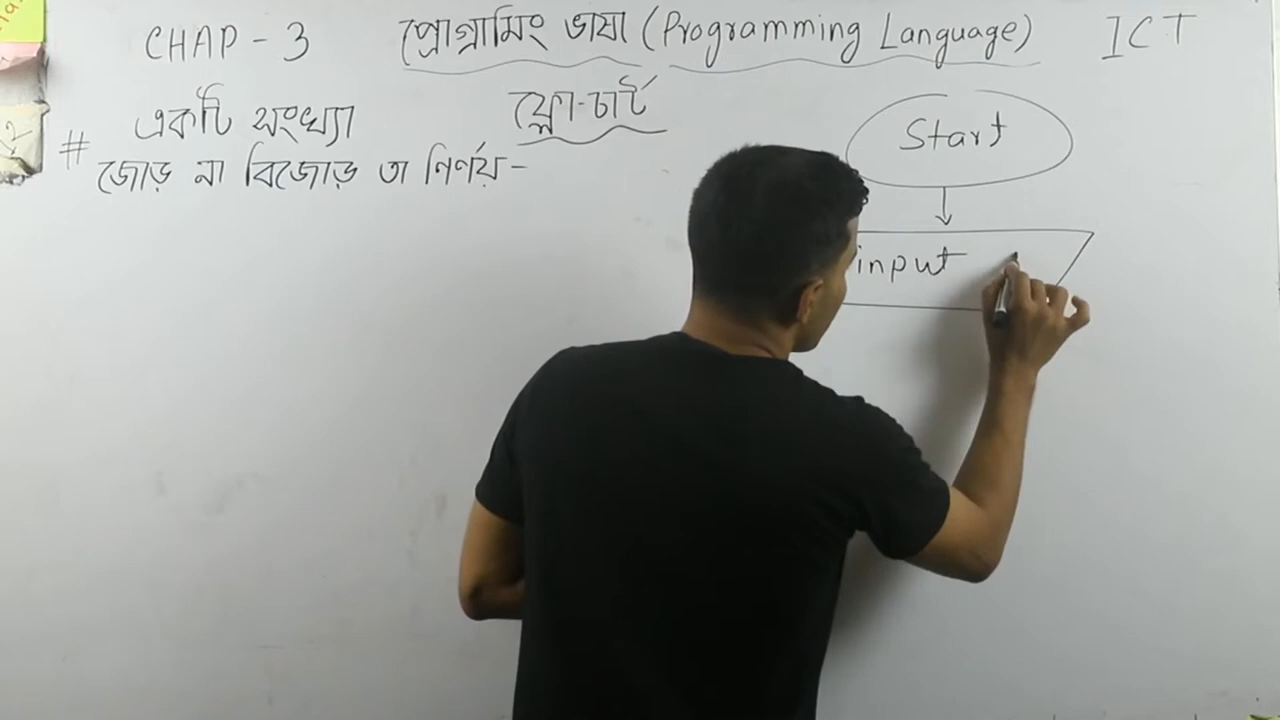 CHAP - 3 প্রোগ্রামিং ভাষা (Programming Language) ICT
ফ্লো-চার্ট
# একটি সংখ্যা
জোড় না বিজোড় তা নির্ণয়-
Start
input